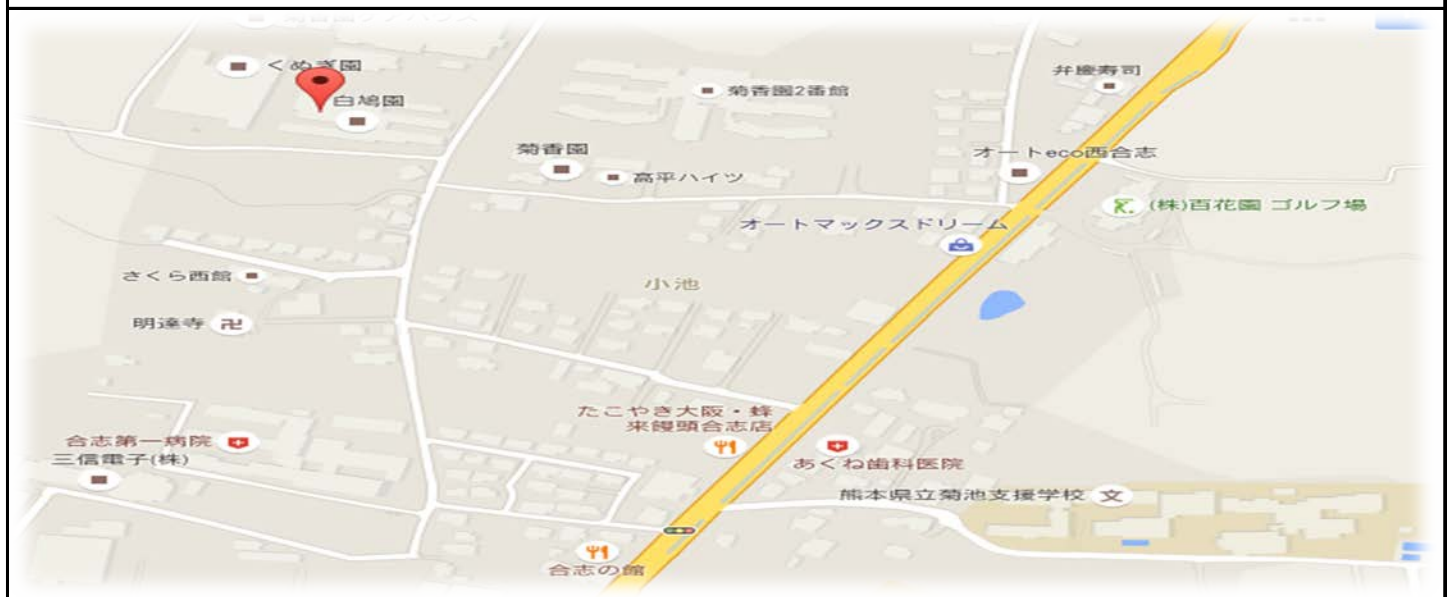 くぬぎ園
白鳩園
菊香園2番館
弁慶寿司
菊香園
高平ハイツ
オートeco西合志
(株)百花園 ゴルフ場
オートマックスドリーム
さくら西館
小池
明達寺
たこやき大阪・蜂
来饅頭合志店
合志第一病院
三信電子(株)
あくね歯科医院
熊本県立菊池支援学校
文
合志の館